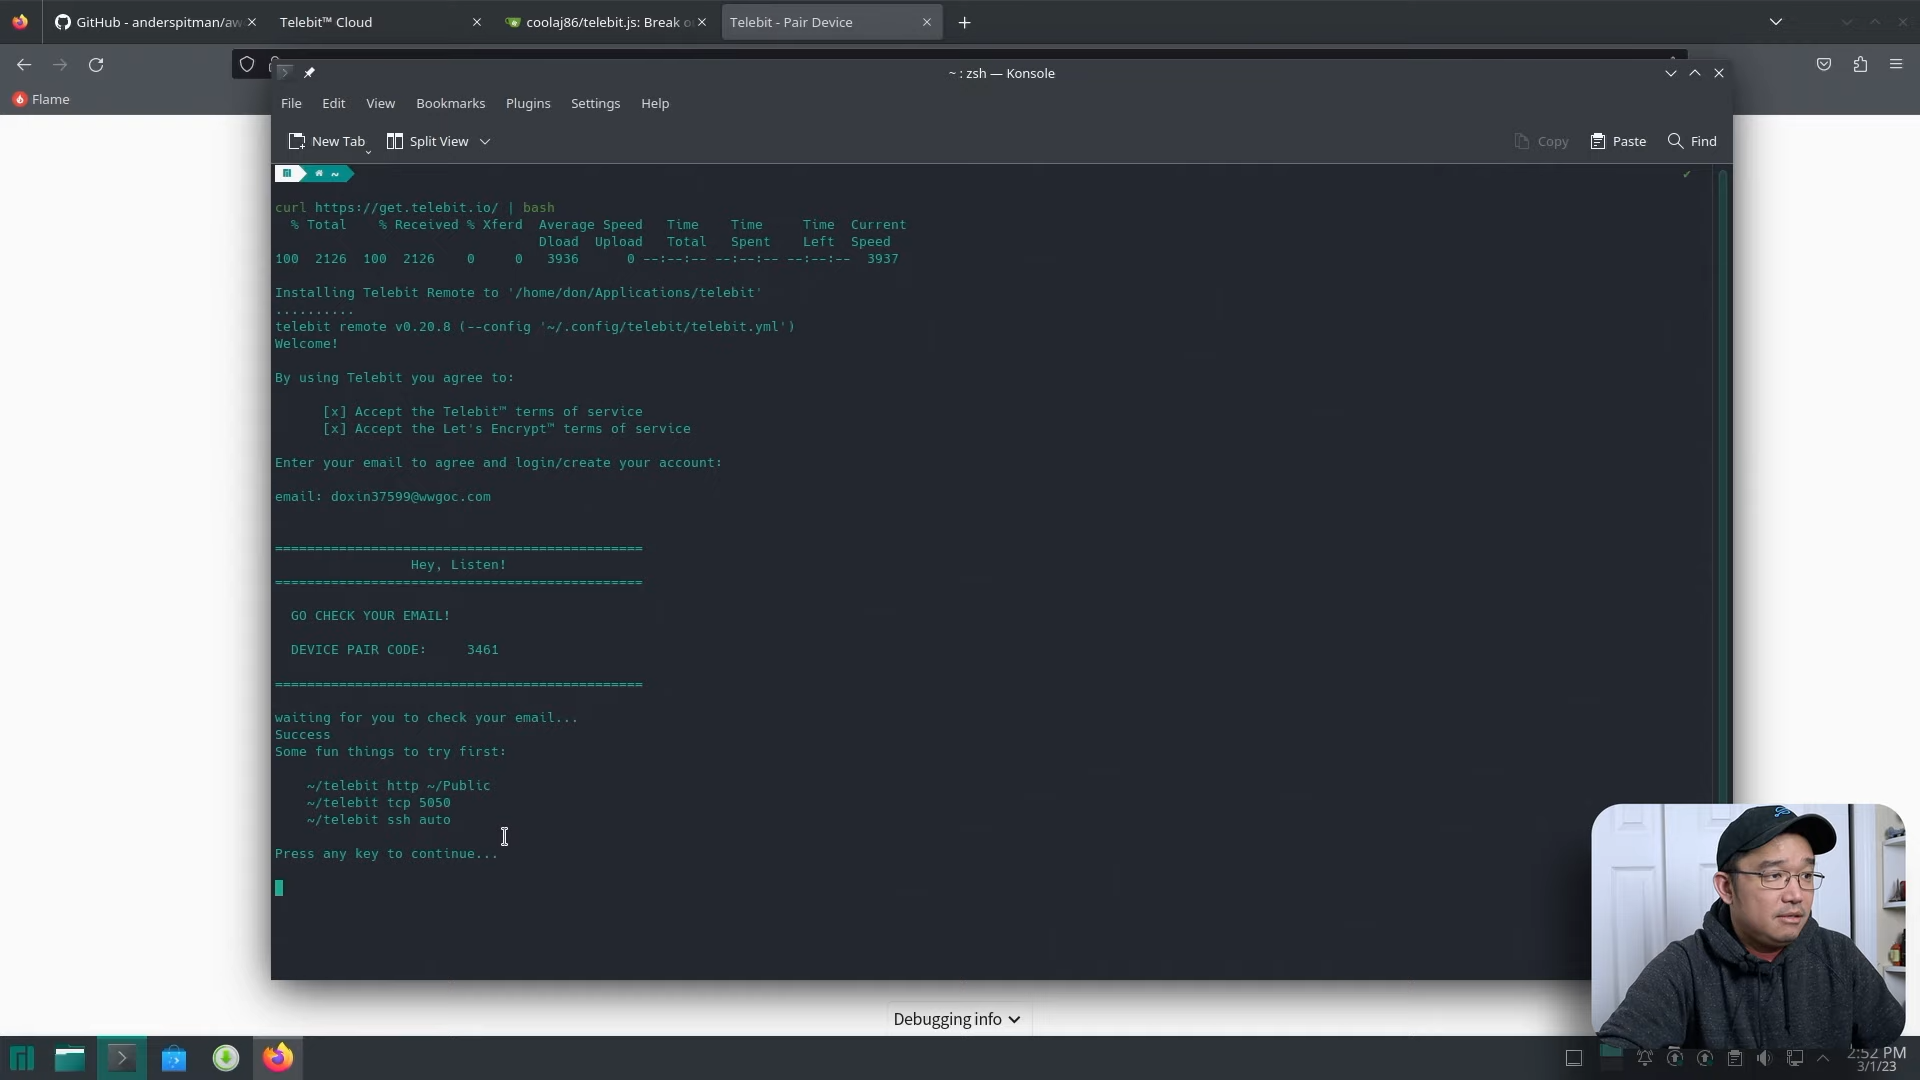 GitHub - anderspitman/aw
Telebit™ Cloud
coolaj86/telebit.js: Break o
Telebit - Pair Device
Flame
~ : zsh — Konsole
File Edit View Bookmarks Plugins Settings Help
New Tab
Split View
Copy
Paste
Find
~
curl https://get.telebit.io/ | bash
% Total % Received % Xferd Average Speed Time Time Time Current
Dload Upload Total Spent Left Speed
100 2126 100 2126 0 0 3936 0 --:--:-- --:--:-- --:--:-- 3937
Installing Telebit Remote to '/home/don/Applications/telebit'
..........
telebit remote v0.20.8 (--config '~/.config/telebit/telebit.yml')
Welcome!
By using Telebit you agree to:
[x] Accept the Telebit™ terms of service
[x] Accept the Let's Encrypt™ terms of service
Enter your email to agree and login/create your account:
email: doxin37599@wwgoc.com
==============================================
Hey, Listen!
==============================================
GO CHECK YOUR EMAIL!
DEVICE PAIR CODE: 3461
==============================================
waiting for you to check your email...
Success
Some fun things to try first:
~/telebit http ~/Public
~/telebit tcp 5050
~/telebit ssh auto
Press any key to continue...
Debugging info
2:52 PM
3/1/23